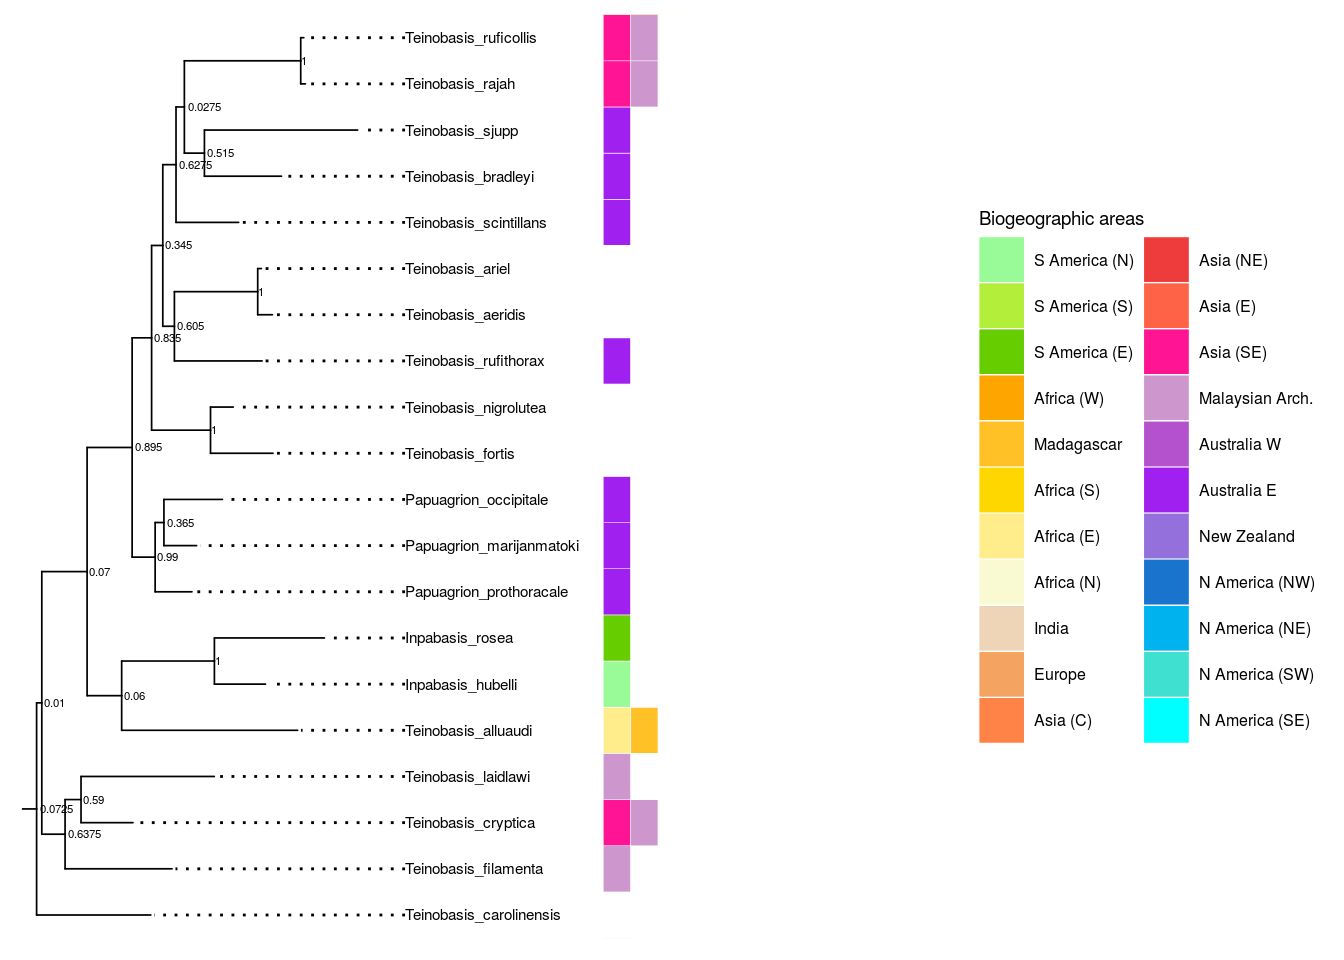 Teinobasis_ruficollis
1
Teinobasis_rajah
0.0275
Teinobasis_sjupp
0.515
0.6275
Teinobasis_bradleyi
Teinobasis_scintillans
0.345
Teinobasis_ariel
1
Teinobasis_aeridis
0.605
0.835
Teinobasis_rufithorax
Teinobasis_nigrolutea
1
0.895
Teinobasis_fortis
Papuagrion_occipitale
0.365
Papuagrion_marijanmatoki
0.99
0.07
Papuagrion_prothoracale
Inpabasis_rosea
1
Inpabasis_hubelli
0.06
0.01
Teinobasis_alluaudi
Teinobasis_laidlawi
0.59
0.0725
Teinobasis_cryptica
0.6375
Teinobasis_filamenta
Teinobasis_carolinensis
Biogeographic areas
S America (N)
S America (S)
S America (E)
Africa (W)
Madagascar
Africa (S)
Africa (E)
Africa (N)
India
Europe
Asia (C)
Asia (NE)
Asia (E)
Asia (SE)
Malaysian Arch.
Australia W
Australia E
New Zealand
N America (NW)
N America (NE)
N America (SW)
N America (SE)